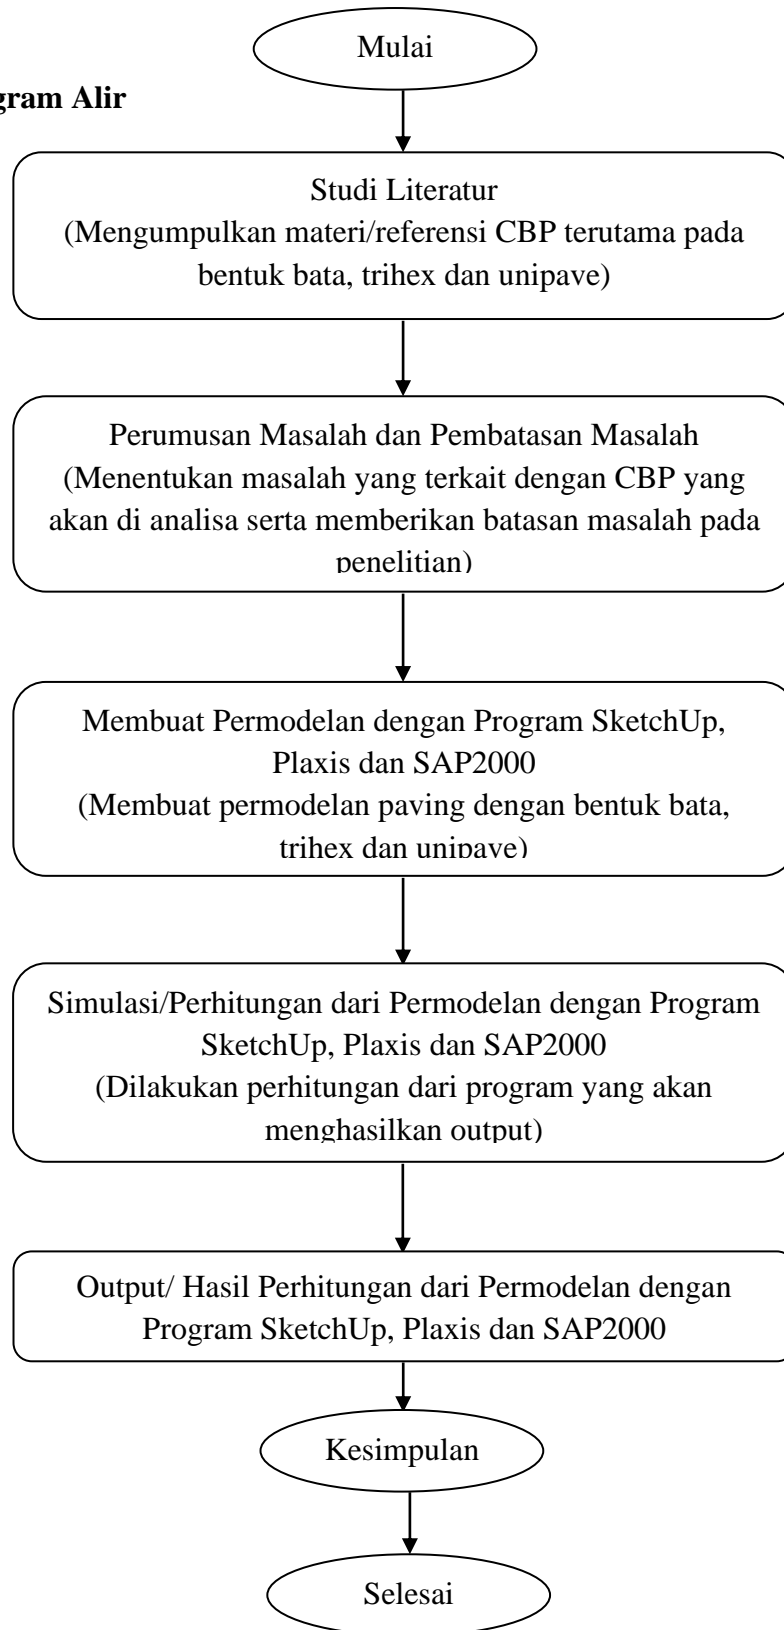 Mulai
gram Alir
Studi Literatur
(Mengumpulkan materi/referensi CBP terutama pada
bentuk bata, trihex dan unipave)
Perumusan Masalah dan Pembatasan Masalah
(Menentukan masalah yang terkait dengan CBP yang
akan di analisa serta memberikan batasan masalah pada
penelitian)
Membuat Permodelan dengan Program SketchUp,
Plaxis dan SAP2000
(Membuat permodelan paving dengan bentuk bata,
trihex dan unipave)
Simulasi/Perhitungan dari Permodelan dengan Program
SketchUp, Plaxis dan SAP2000
(Dilakukan perhitungan dari program yang akan
menghasilkan output)
Output/ Hasil Perhitungan dari Permodelan dengan
Program SketchUp, Plaxis dan SAP2000
Kesimpulan
Selesai